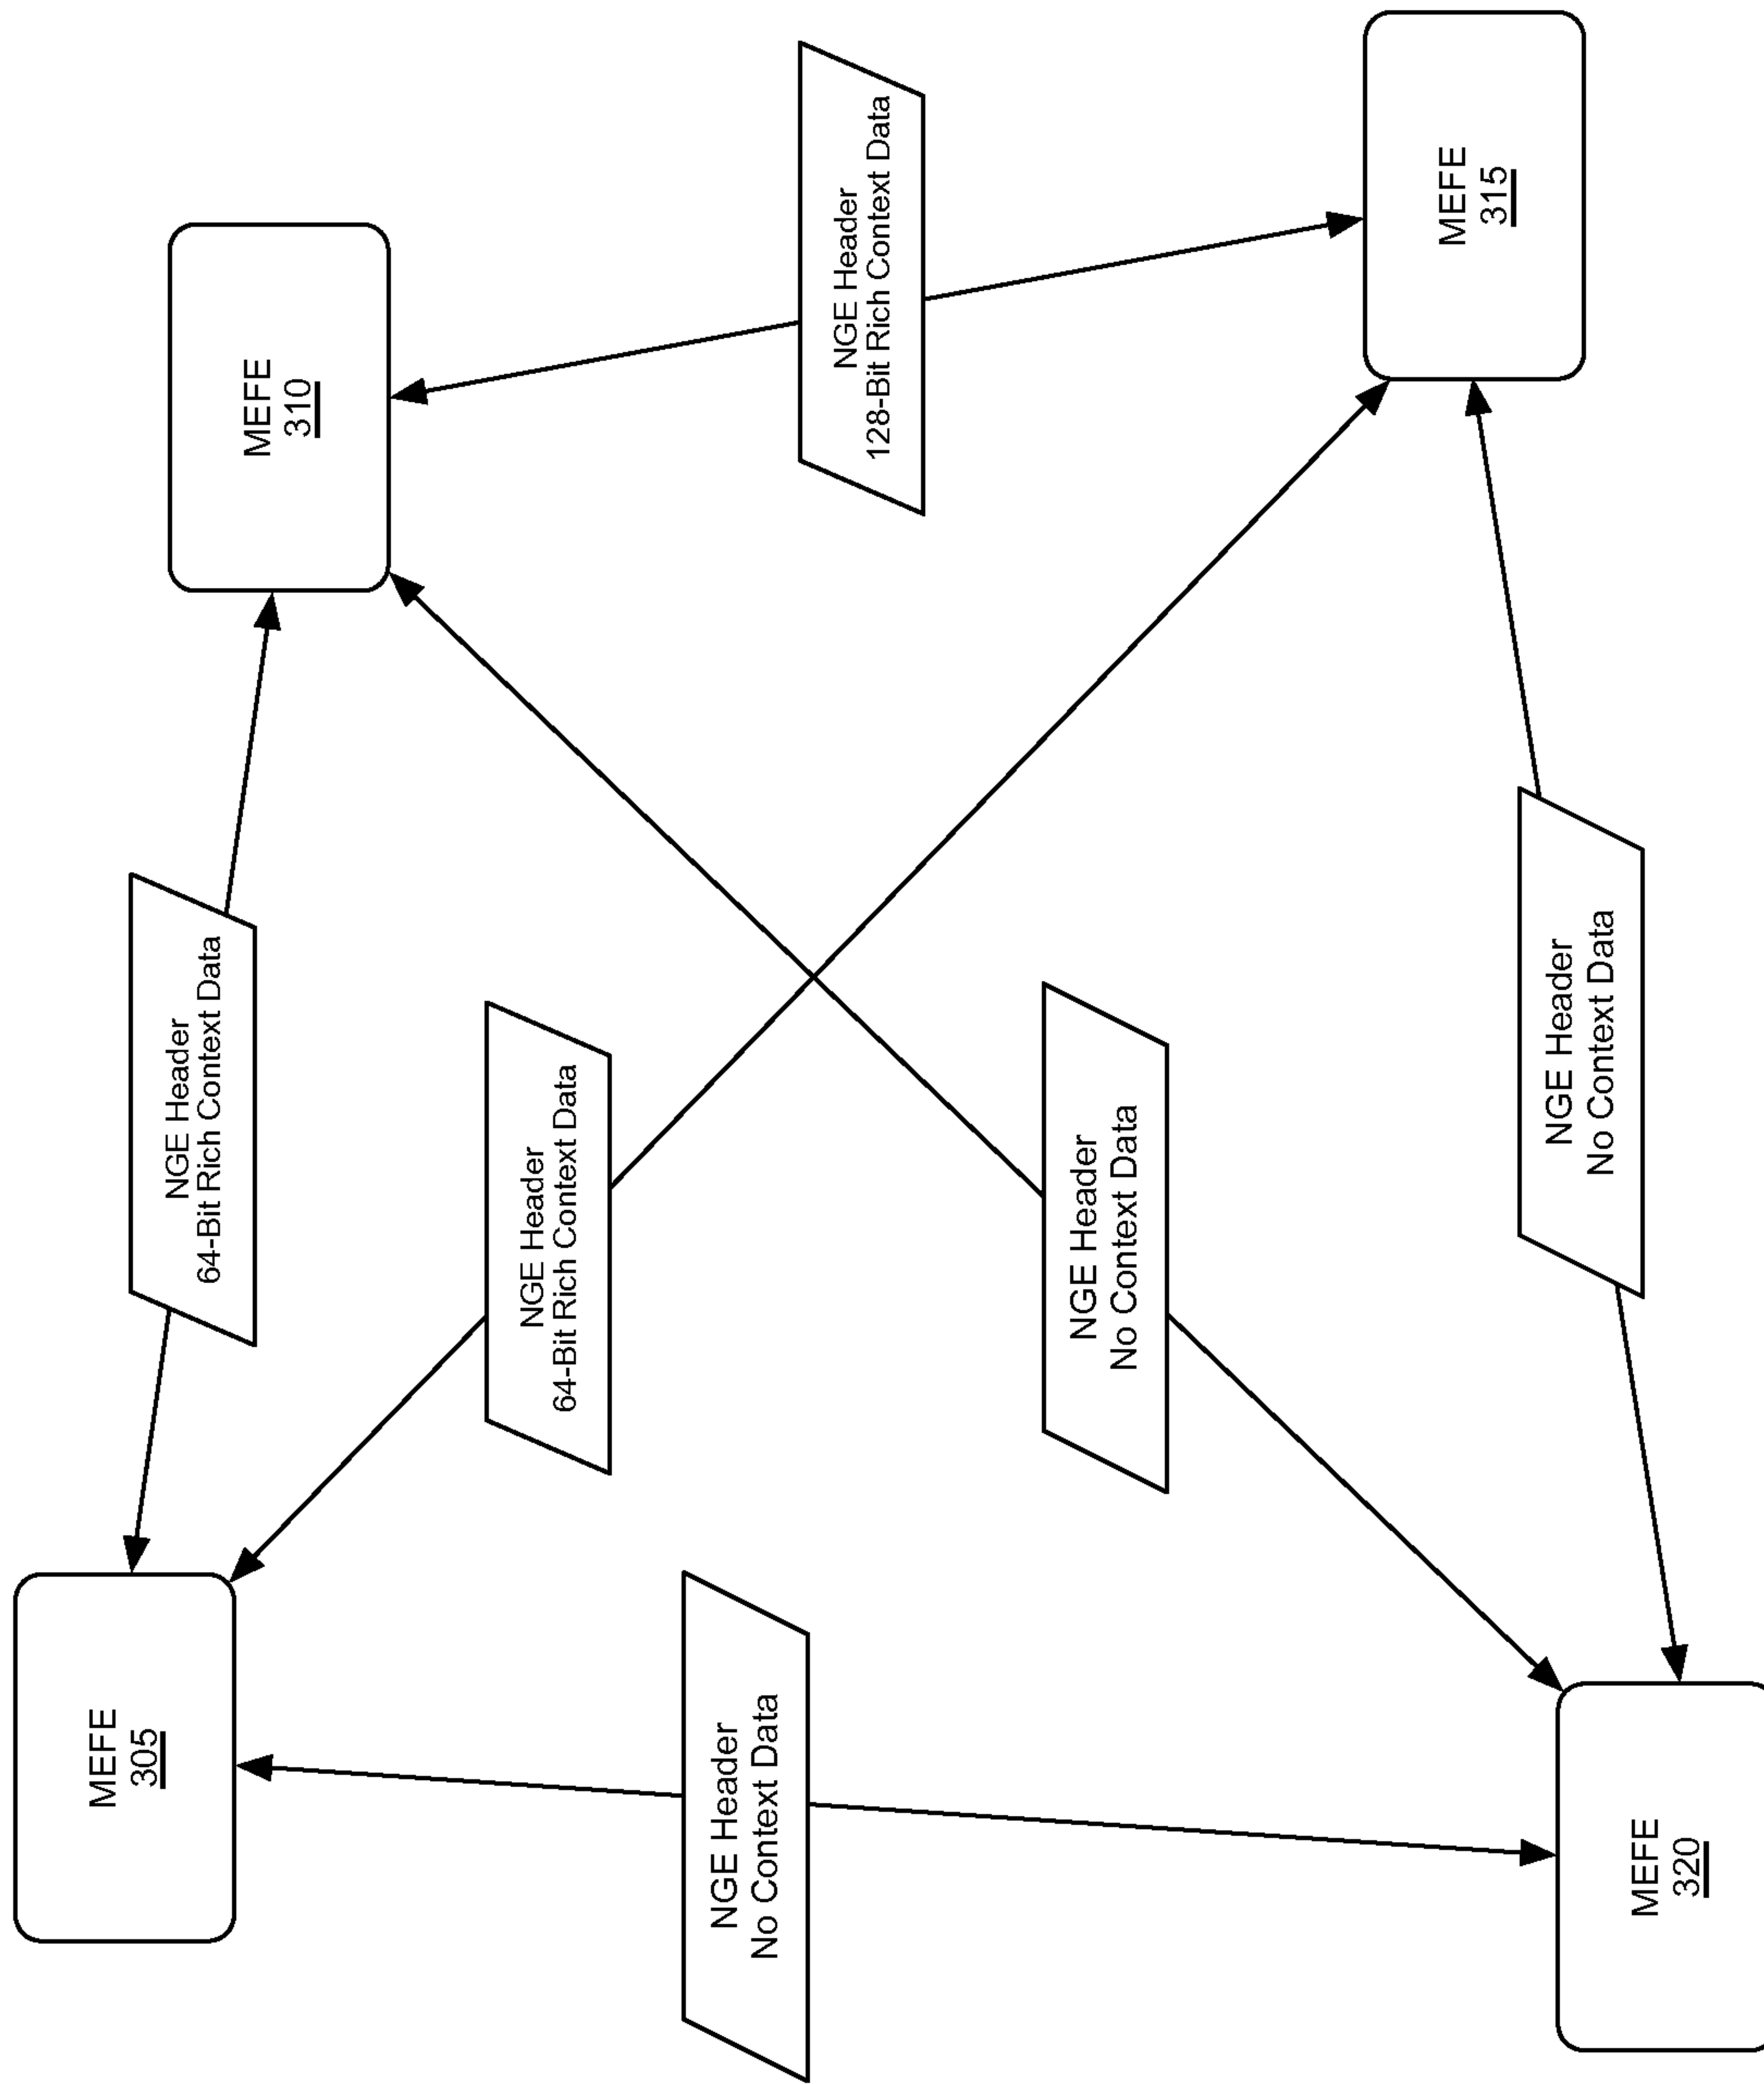 MEFE
305
NGE Header
64-Bit Rich Context Data
MEFE
310
NGE Header
64-Bit Rich Context Data
NGE Header
No Context Data
NGE Header
128-Bit Rich Context Data
NGE Header
No Context Data
MEFE
315
NGE Header
No Context Data
MEFE
320